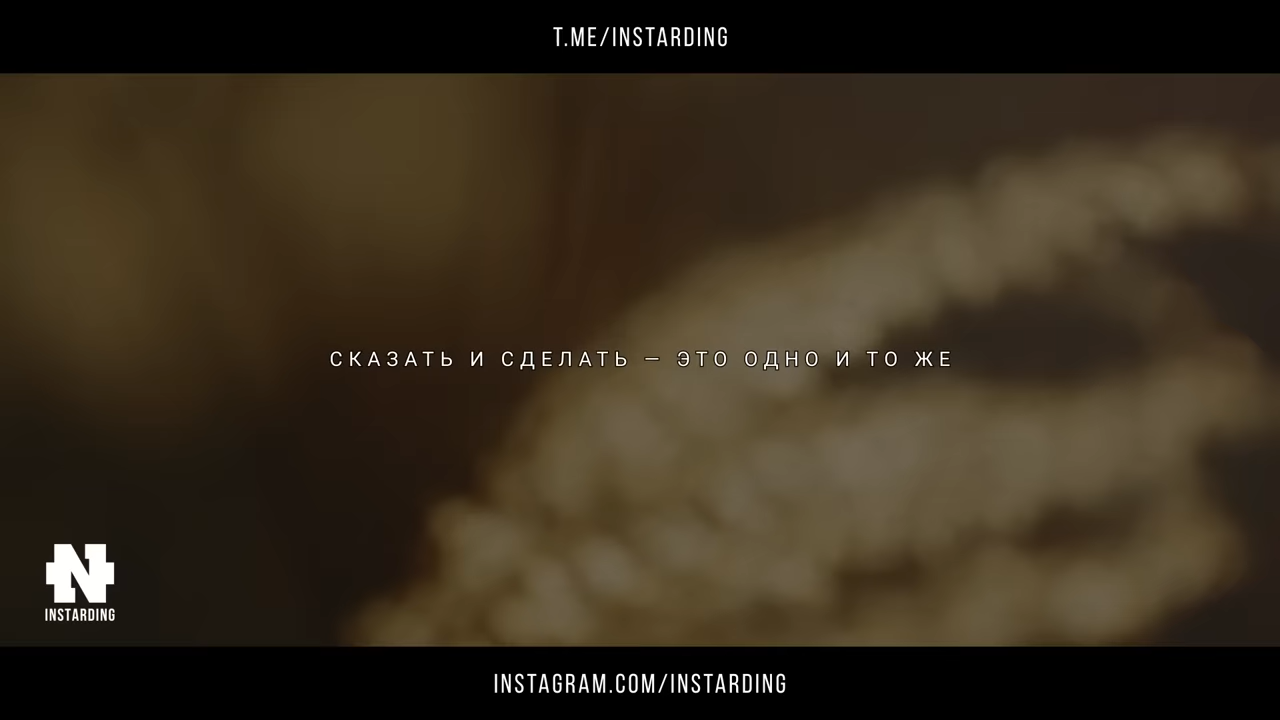 T.ME/INSTARDING
СКАЗАТЬ И СДЕЛАТЬ – ЭТО ОДНО И ТО ЖЕ
N
INSTARDING
INSTAGRAM.COM/INSTARDING